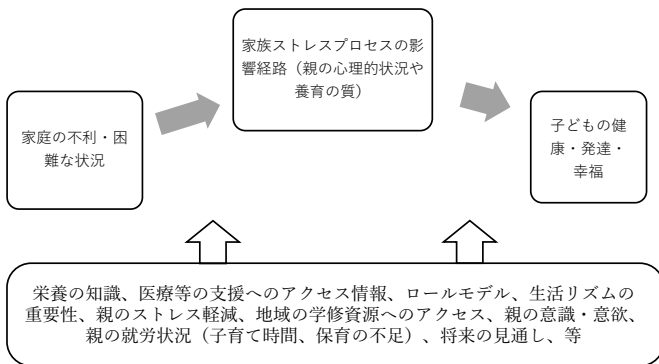 家族ストレスプロセスの影
響経路（親の心理的状況や
養育の質）
家庭の不利・困
難な状況
子どもの健
康・発達・
幸福
栄養の知識、医療等の支援へのアクセス情報、ロールモデル、生活リズムの
重要性、親のストレス軽減、地域の学修資源へのアクセス、親の意識・意欲、
親の就労状況（子育て時間、保育の不足）、将来の見通し、等